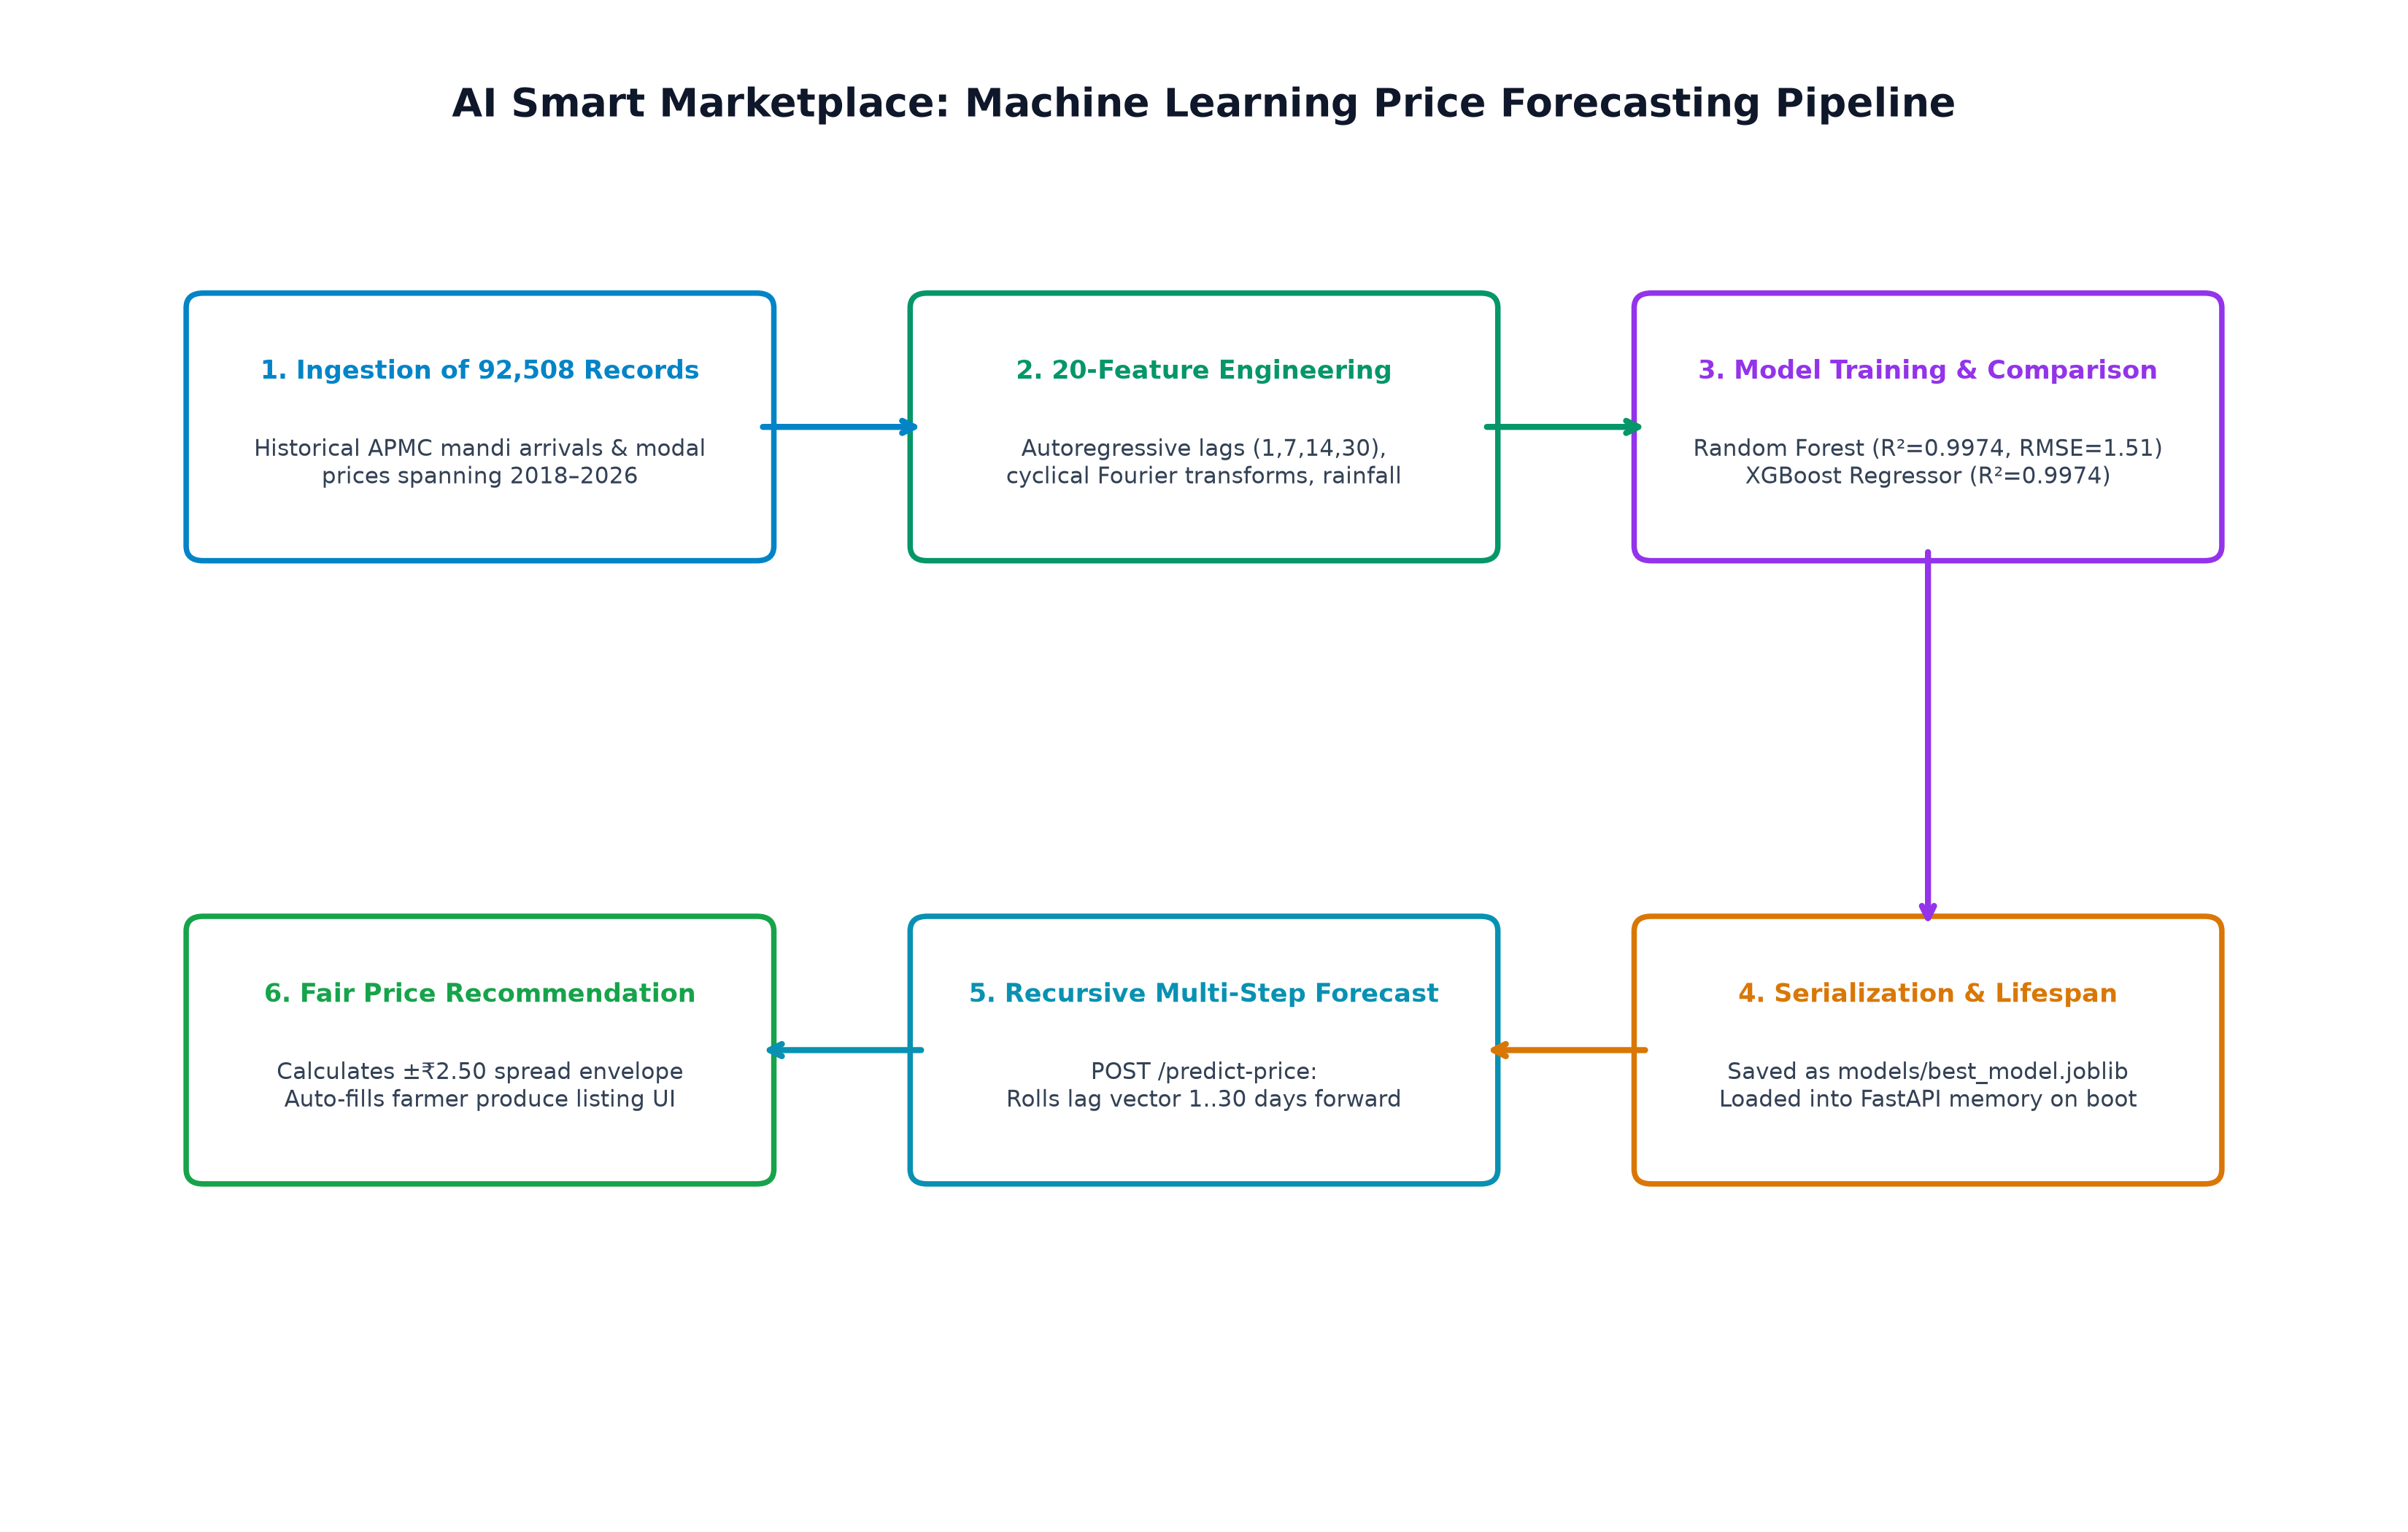 AI Smart Marketplace: Machine Learning Price Forecasting Pipeline
1. Ingestion of 92,508 Records
Historical APMC mandi arrivals & modal
prices spanning 2018–2026
2. 20-Feature Engineering
Autoregressive lags (1,7,14,30),
cyclical Fourier transforms, rainfall
3. Model Training & Comparison
Random Forest (R²=0.9974, RMSE=1.51)
XGBoost Regressor (R²=0.9974)
4. Serialization & Lifespan
Saved as models/best_model.joblib
Loaded into FastAPI memory on boot
5. Recursive Multi-Step Forecast
POST /predict-price:
Rolls lag vector 1..30 days forward
6. Fair Price Recommendation
Calculates ±₹2.50 spread envelope
Auto-fills farmer produce listing UI